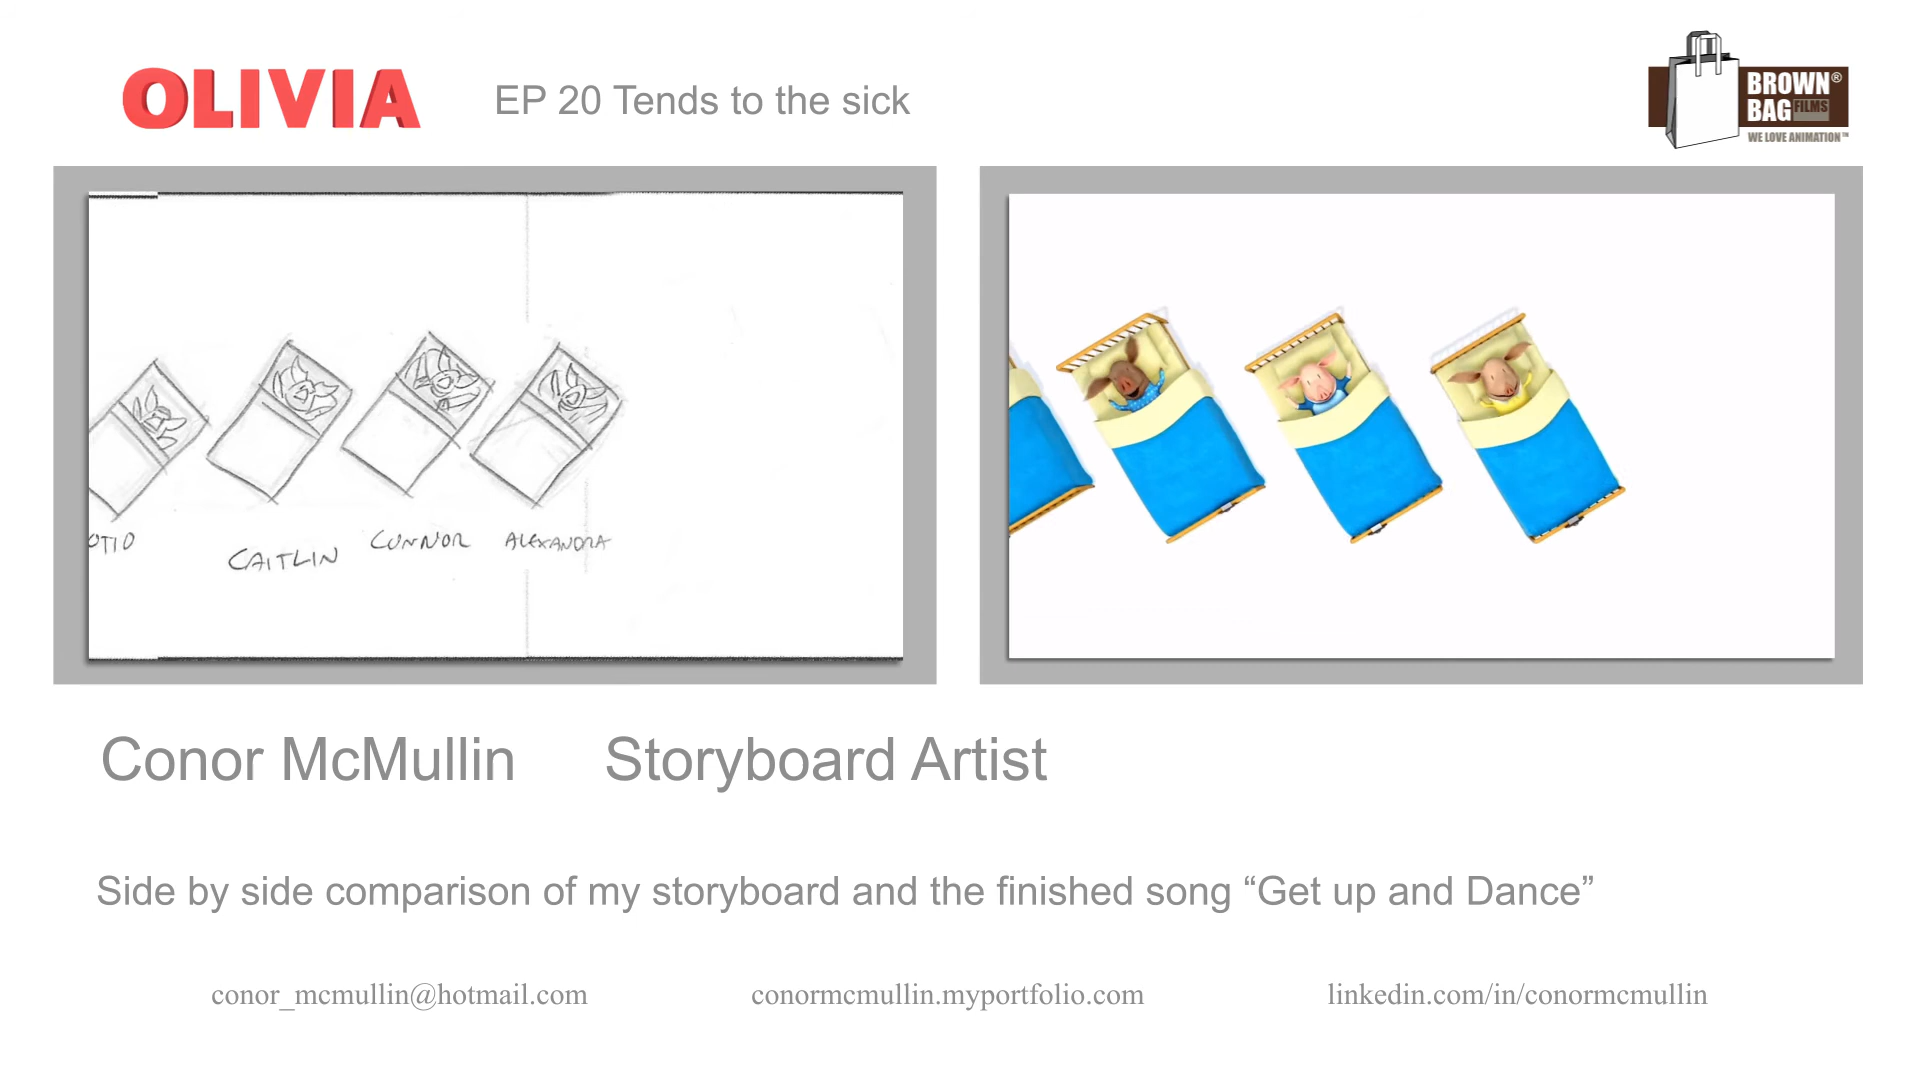 OLIVIA
EP 20 Tends to the sick
BROWN®
BAG FILMS
WE LOVE ANIMATION™
OTTO
CAITLIN
CONNOR
ALEXANDRA
Conor McMullin
Storyboard Artist
Side by side comparison of my storyboard and the finished song “Get up and Dance”
conor_mcmullin@hotmail.com
conormcmullin.myportfolio.com
linkedin.com/in/conormcmullin